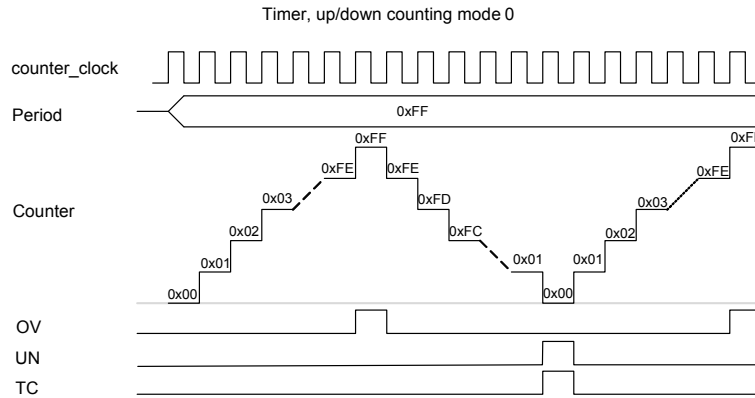 Timer, up/down counting mode 0
counter_clock
Period
0xFF
0xFF
0xFE
0xFE
0xFE
0xFD
Counter
0x03
0x03
0x02
0xFC
0x02
0x01
0x01
0x01
0x00
0x00
OV
UN
TC